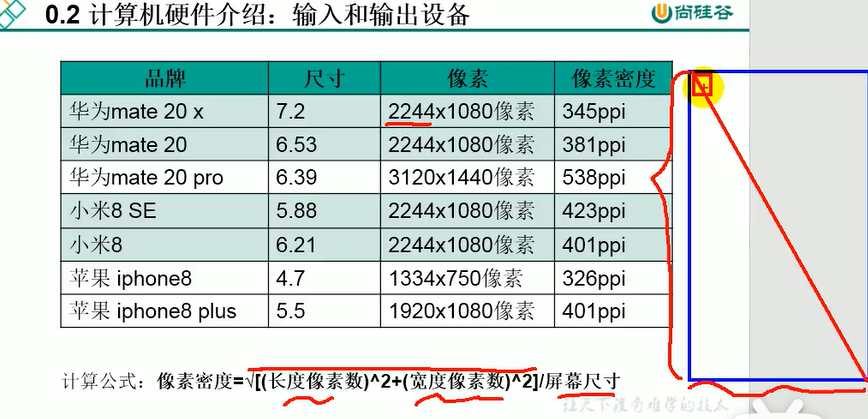 0.2 计算机硬件介绍：输入和输出设备
尚硅谷
品牌 尺寸 像素 像素密度
华为mate 20 x 7.2 2244x1080像素 345ppi
华为mate 20 6.53 2244x1080像素 381ppi
华为mate 20 pro 6.39 3120x1440像素 538ppi
小米8 SE 5.88 2244x1080像素 423ppi
小米8 6.21 2244x1080像素 401ppi
苹果 iphone8 4.7 1334x750像素 326ppi
苹果 iphone8 plus 5.5 1920x1080像素 401ppi
计算公式：像素密度=√[(长度像素数)^2+(宽度像素数)^2]/屏幕尺寸
让天下没有难学的技术